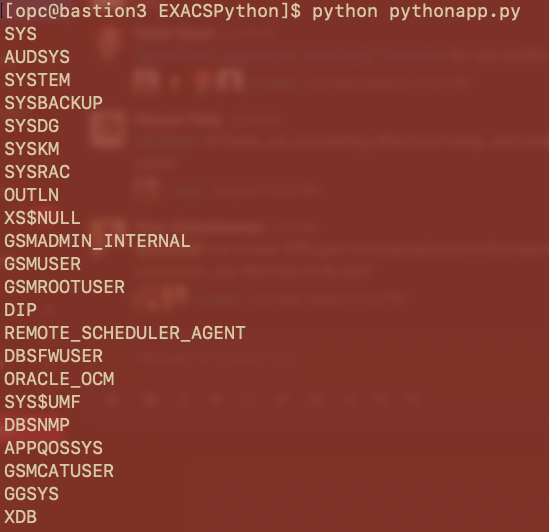 [opc@bastion3 EXACSPython]$ python pythonapp.py
SYS
AUDSYS
SYSTEM
SYSBACKUP
SYSDG
SYSKM
SYSRAC
OUTLN
XS$NULL
GSMADMIN_INTERNAL
GSMUSER
GSMROOTUSER
DIP
REMOTE_SCHEDULER_AGENT
DBSFWUSER
ORACLE_OCM
SYS$UMF
DBSNMP
APPQOSSYS
GSMCATUSER
GGSYS
XDB